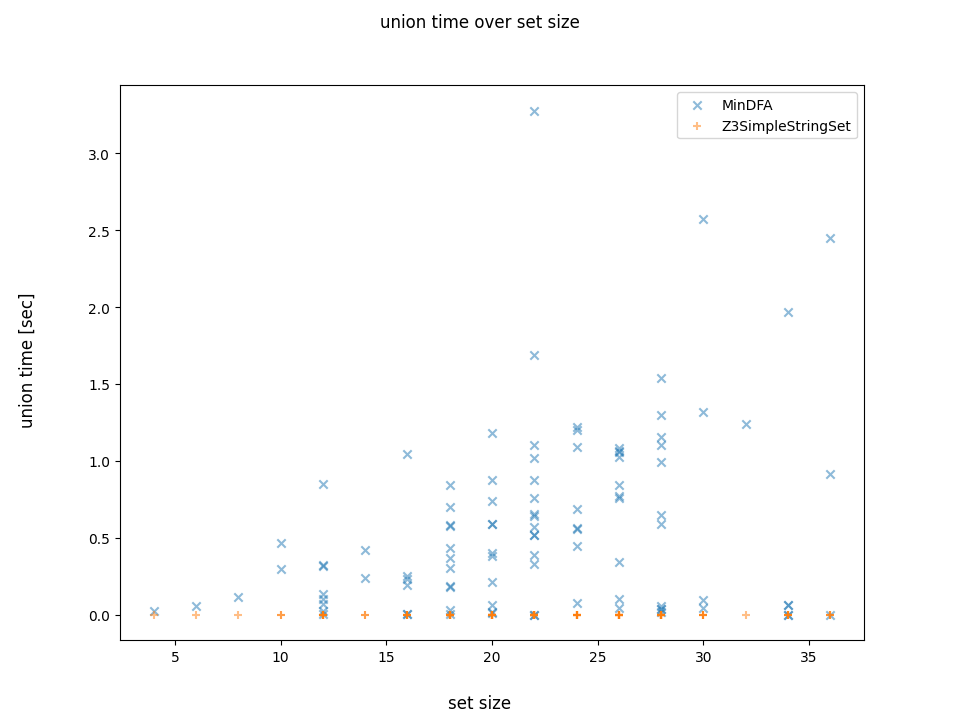 union time over set size
MinDFA
Z3SimpleStringSet
3.0
2.5
2.0
1.5
1.0
0.5
0.0
union time [sec]
5 10 15 20 25 30 35
set size